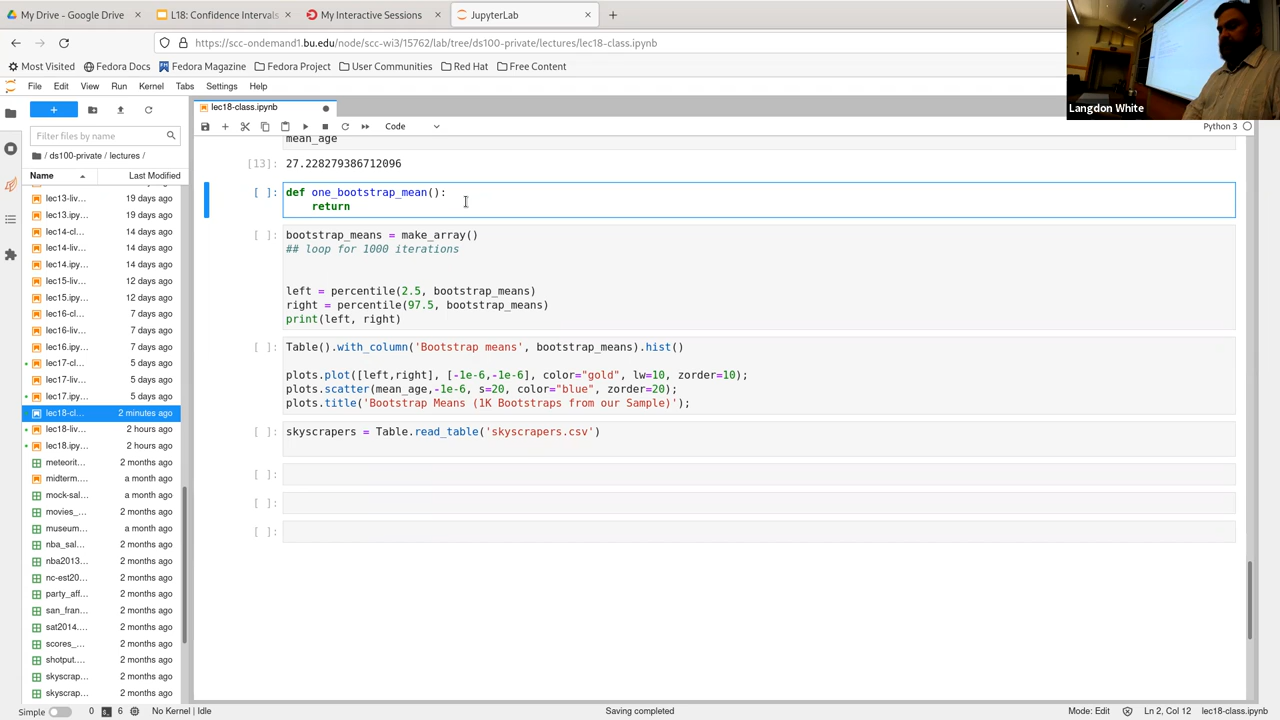 My Drive - Google Drive
L18: Confidence Intervals
My Interactive Sessions
JupyterLab
https://scc-ondemand1.bu.edu/node/scc-wi3/15762/lab/tree/ds100-private/lectures/lec18-class.ipynb
Most Visited
Fedora Docs
Fedora Magazine
Fedora Project
User Communities
Red Hat
Free Content
Langdon White
File Edit View Run Kernel Tabs Settings Help
lec18-class.ipynb
Filter files by name
Code
Python 3
/ ds100-private / lectures /
Name Last Modified
lec13-liv... 19 days ago
lec13.ipy... 19 days ago
lec14-cl... 14 days ago
lec14-liv... 14 days ago
lec14.ipy... 14 days ago
lec15-liv... 12 days ago
lec15.ipy... 12 days ago
lec16-cl... 7 days ago
lec16-liv... 7 days ago
lec16.ipy... 7 days ago
lec17-cl... 5 days ago
lec17-liv... 5 days ago
lec17.ipy... 5 days ago
lec18-cl... 2 minutes ago
lec18-liv... 2 hours ago
lec18.ipy... 2 hours ago
meteorit... 2 months ago
midterm.... a month ago
mock-sal... 2 months ago
movies_... 2 months ago
museum... a month ago
nba_sal... 2 months ago
nba2013... 2 months ago
nc-est20... 2 months ago
party_aff... 2 months ago
san_fran... 2 months ago
sat2014.... 2 months ago
scores_... 2 months ago
shotput.... 2 months ago
skyscrap... 2 months ago
skyscrap... 2 months ago
mean_age
[13]: 27.228279386712096
[ ]: def one_bootstrap_mean():
return
[ ]: bootstrap_means = make_array()
## loop for 1000 iterations
left = percentile(2.5, bootstrap_means)
right = percentile(97.5, bootstrap_means)
print(left, right)
[ ]: Table().with_column('Bootstrap means', bootstrap_means).hist()
plots.plot([left,right], [-1e-6,-1e-6], color="gold", lw=10, zorder=10);
plots.scatter(mean_age,-1e-6, s=20, color="blue", zorder=20);
plots.title('Bootstrap Means (1K Bootstraps from our Sample)');
[ ]: skyscrapers = Table.read_table('skyscrapers.csv')
[ ]:
[ ]:
[ ]:
Simple 0 6 No Kernel | Idle
Saving completed
Mode: Edit
Ln 2, Col 12
lec18-class.ipynb